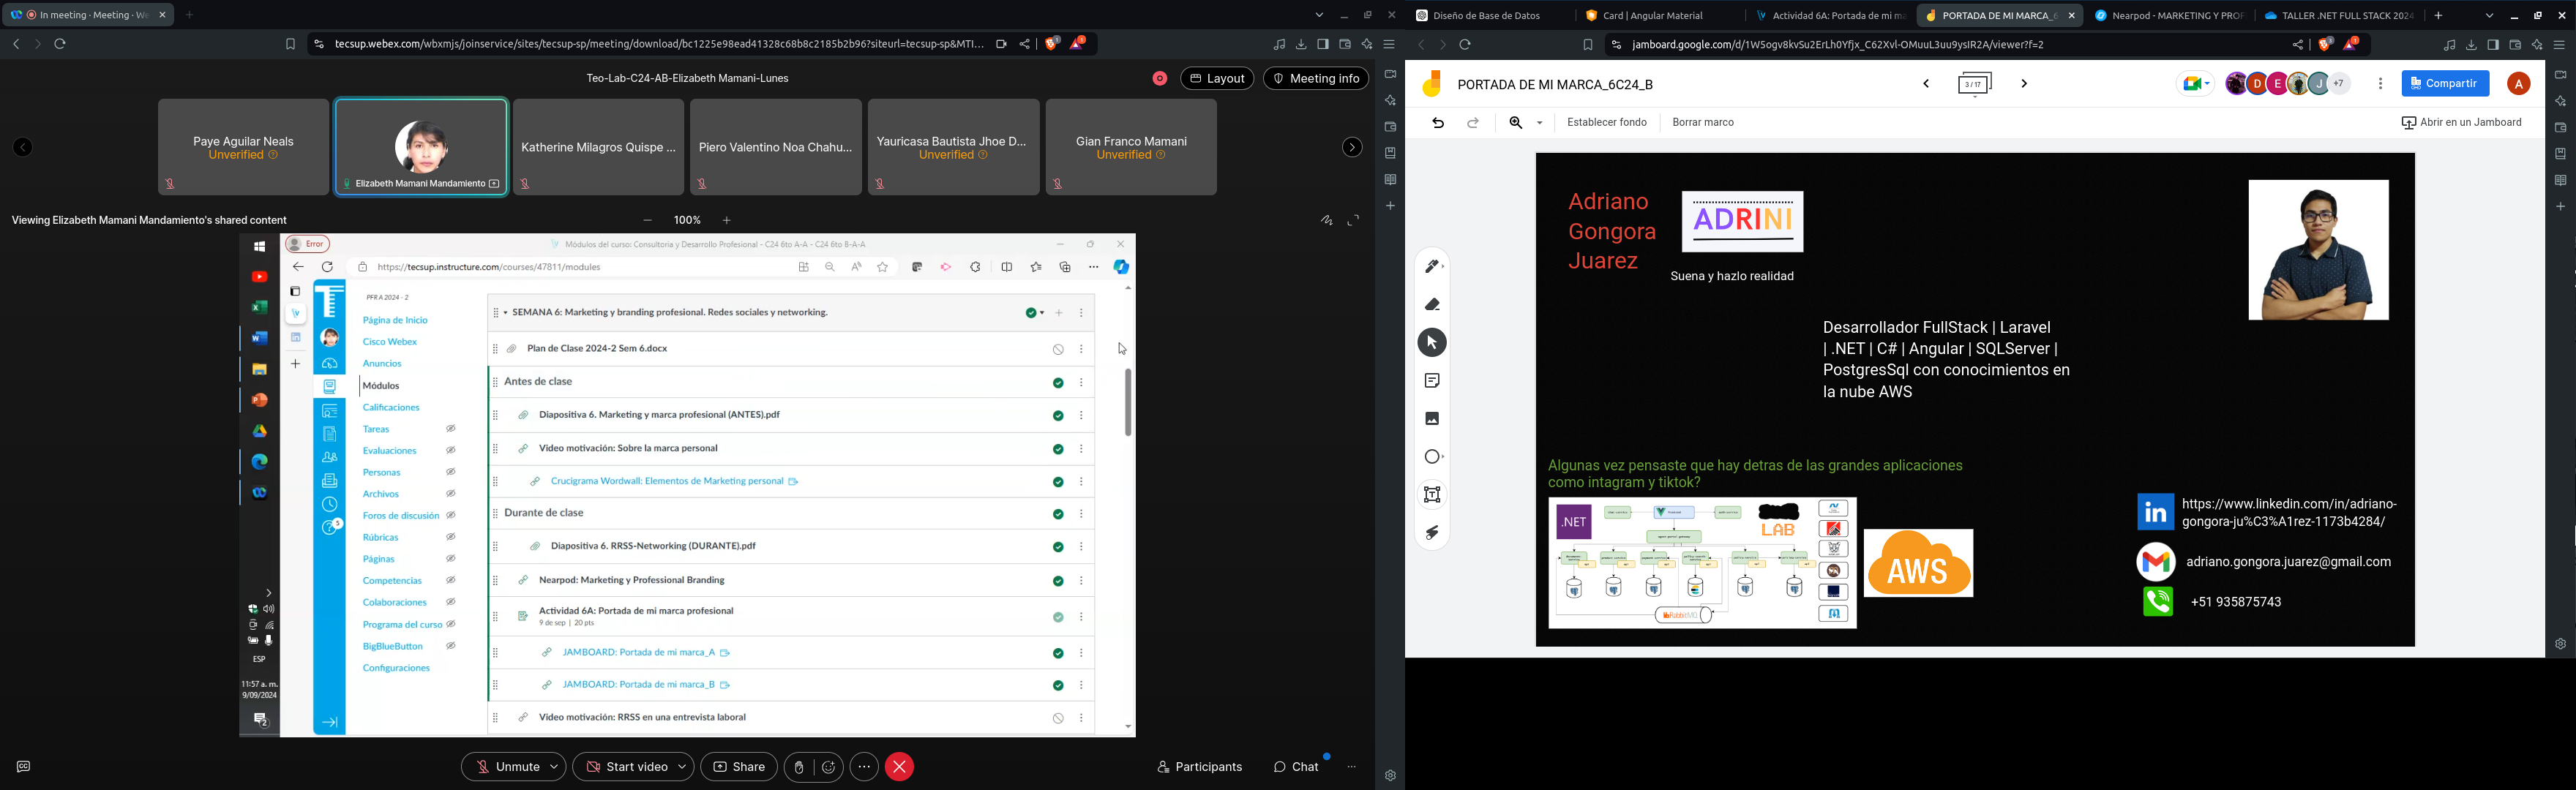 In meeting · Meeting · We
tecsup.webex.com/wbxmjs/joinservice/sites/tecsup-sp/meeting/download/bc1225e98ead41328c68b8c2185b2b96?siteurl=tecsup-sp&MTI...
Teo-Lab-C24-AB-Elizabeth Mamani-Lunes
Layout
Meeting info
Paye Aguilar Neals
Unverified
Elizabeth Mamani Mandamiento
Katherine Milagros Quispe ...
Piero Valentino Noa Chahu...
Yauricasa Bautista Jhoe D...
Unverified
Gian Franco Mamani
Unverified
Viewing Elizabeth Mamani Mandamiento's shared content
100%
Error
Módulos del curso: Consultoria y Desarrollo Profesional - C24 6to A-A - C24 6to B-A-A
https://tecsup.instructure.com/courses/47811/modules
PFR A 2024 - 2
Página de Inicio
Cisco Webex
Anuncios
Módulos
Calificaciones
Tareas
Evaluaciones
Personas
Archivos
Foros de discusión
Rúbricas
Páginas
Competencias
Colaboraciones
Programa del curso
BigBlueButton
Configuraciones
5
SEMANA 6: Marketing y branding profesional. Redes sociales y networking.
Plan de Clase 2024-2 Sem 6.docx
Antes de clase
Diapositiva 6. Marketing y marca profesional (ANTES).pdf
Video motivación: Sobre la marca personal
Crucigrama Wordwall: Elementos de Marketing personal
Durante de clase
Diapositiva 6. RRSS-Networking (DURANTE).pdf
Nearpod: Marketing y Professional Branding
Actividad 6A: Portada de mi marca profesional
9 de sep | 20 pts
JAMBOARD: Portada de mi marca_A
JAMBOARD: Portada de mi marca_B
Video motivación: RRSS en una entrevista laboral
ESP
11:57 a. m.
9/09/2024
2
Unmute
Start video
Share
Participants
Chat
Diseño de Base de Datos
Card | Angular Material
Actividad 6A: Portada de mi ma
PORTADA DE MI MARCA_6
Nearpod - MARKETING Y PROF
TALLER .NET FULL STACK 2024
jamboard.google.com/d/1W5ogv8kvSu2ErLh0Yfjx_C62Xvl-OMuuL3uu9ysIR2A/viewer?f=2
PORTADA DE MI MARCA_6C24_B
3 / 17
D
E
J
+7
Compartir
A
Establecer fondo
Borrar marco
Abrir en un Jamboard
Adriano
Gongora
Juarez
ADRINI
Suena y hazlo realidad
Desarrollador FullStack | Laravel
| .NET | C# | Angular | SQLServer |
PostgresSql con conocimientos en
la nube AWS
Algunas vez pensaste que hay detras de las grandes aplicaciones
como intagram y tiktok?
.NET
LAB
RabbitMQ
AWS
in
https://www.linkedin.com/in/adriano-
gongora-ju%C3%A1rez-1173b4284/
adriano.gongora.juarez@gmail.com
+51 935875743